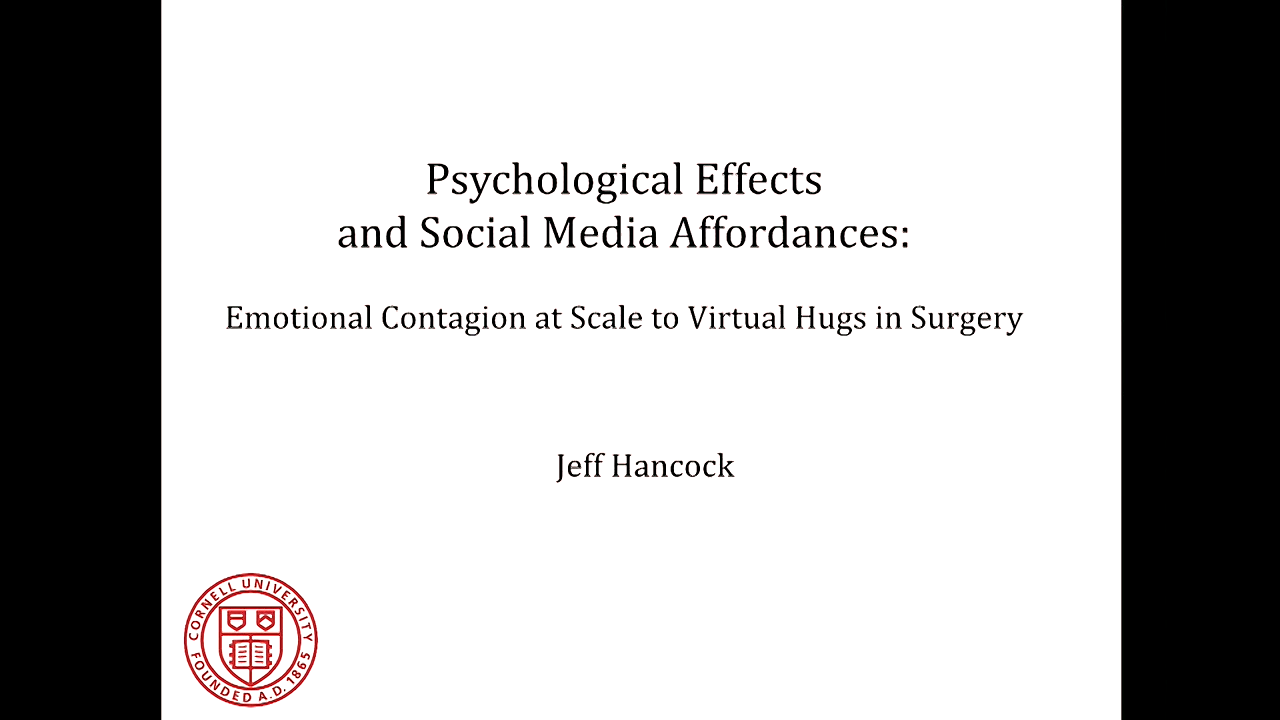 Psychological Effects
and Social Media Affordances:
Emotional Contagion at Scale to Virtual Hugs in Surgery
Jeff Hancock
CORNELL UNIVERSITY
FOUNDED A.D. 1865